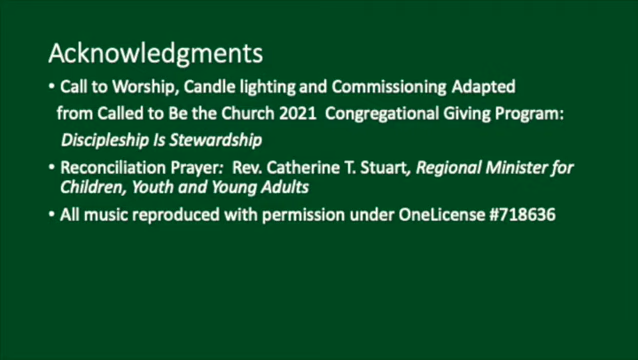 Acknowledgments
• Call to Worship, Candle lighting and Commissioning Adapted
from Called to Be the Church 2021 Congregational Giving Program:
Discipleship Is Stewardship
• Reconciliation Prayer: Rev. Catherine T. Stuart, Regional Minister for
Children, Youth and Young Adults
• All music reproduced with permission under OneLicense #718636